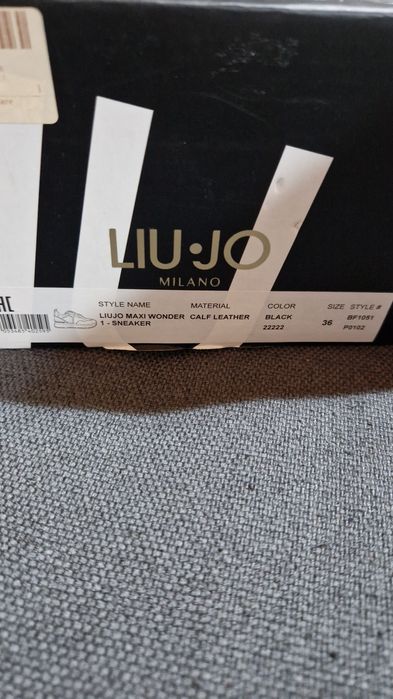 LIU·JO
MILANO
STYLE NAME MATERIAL COLOR SIZE STYLE #
LIUJO MAXI WONDER CALF LEATHER BLACK 36 BF1051
1 - SNEAKER 22222 P0102